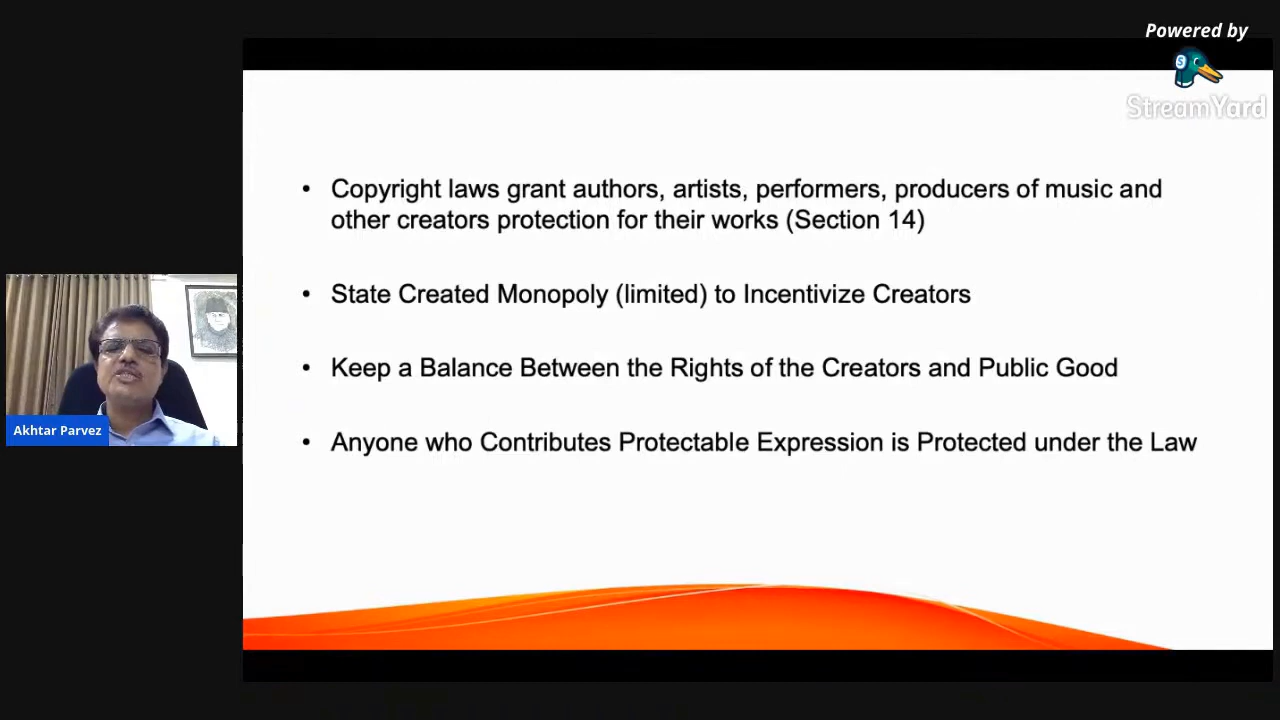 Powered by
StreamYard
• Copyright laws grant authors, artists, performers, producers of music and
other creators protection for their works (Section 14)
• State Created Monopoly (limited) to Incentivize Creators
• Keep a Balance Between the Rights of the Creators and Public Good
• Anyone who Contributes Protectable Expression is Protected under the Law
Akhtar Parvez